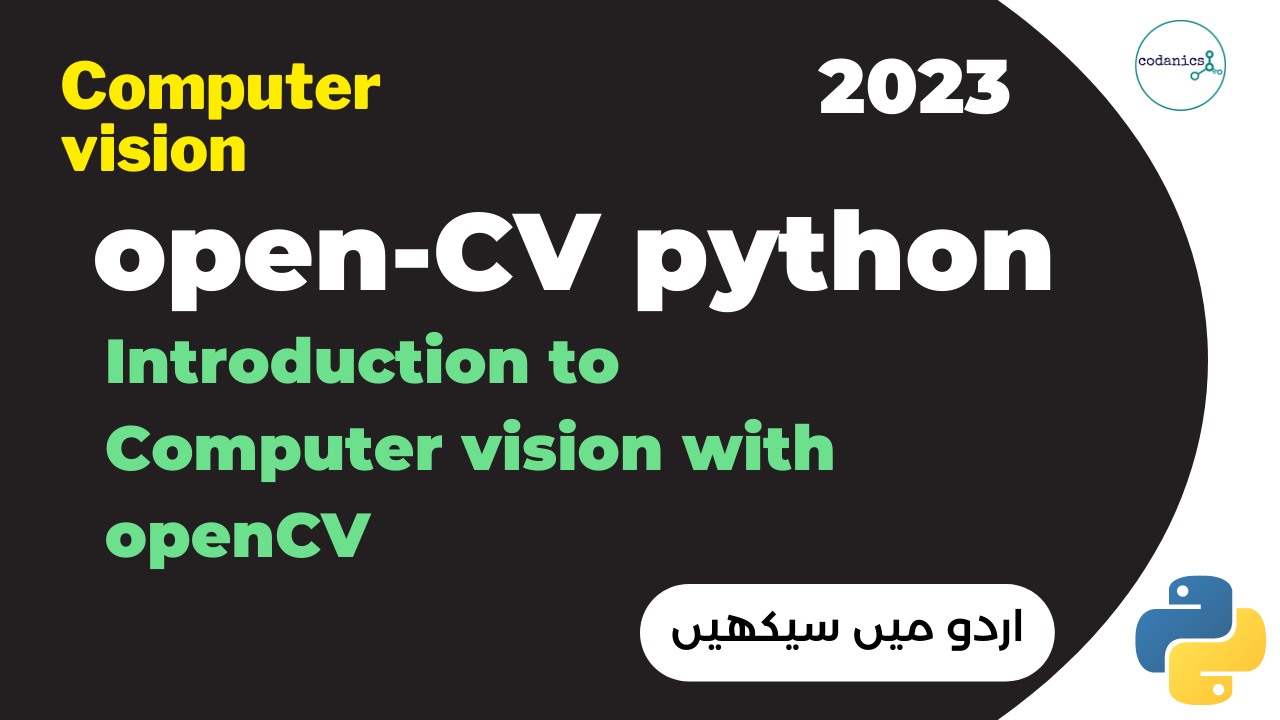 Computer
vision
2023
codanics
open-CV python
Introduction to
Computer vision with
openCV
اردو میں سیکھیں